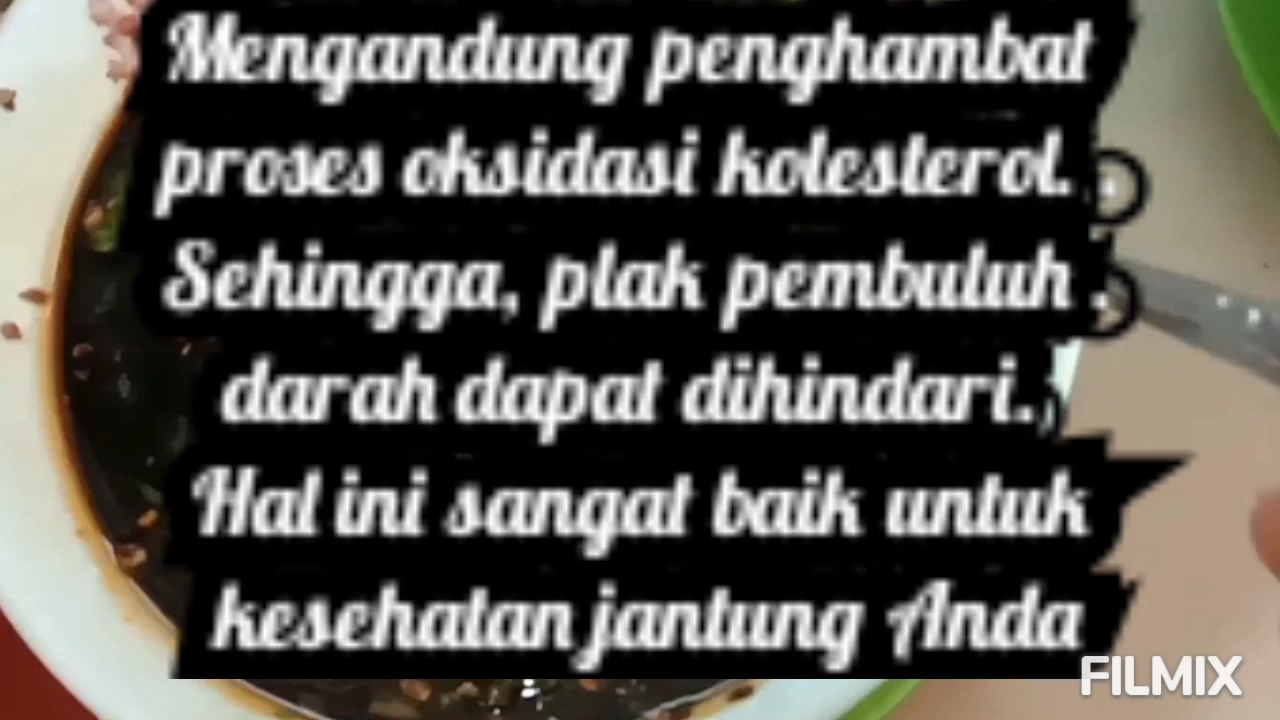 Mengandung penghambat
proses oksidasi kolesterol.
Sehingga, plak pembuluh .
darah dapat dihindari.
Hal ini sangat baik untuk
kesehatan jantung Anda
FILMIX